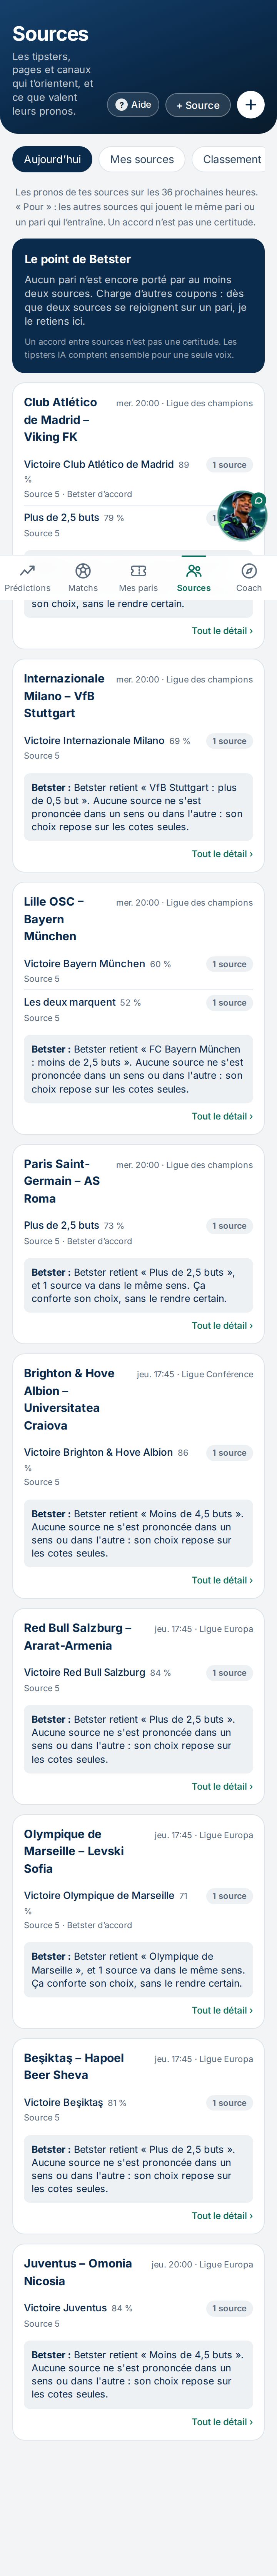 Sources
Les tipsters,
pages et canaux
qui t'orientent, et
ce que valent
leurs pronos.
? Aide
+ Source
+
Aujourd'hui
Mes sources
Classement
Les pronos de tes sources sur les 36 prochaines heures.
« Pour » : les autres sources qui jouent le même pari ou
un pari qui l'entraîne. Un accord n'est pas une certitude.
Le point de Betster
Aucun pari n'est encore porté par au moins
deux sources. Charge d'autres coupons : dès
que deux sources se rejoignent sur un pari, je
le retiens ici.
Un accord entre sources n'est pas une certitude. Les
tipsters IA comptent ensemble pour une seule voix.
Club Atlético
de Madrid –
Viking FK
mer. 20:00 · Ligue des champions
Victoire Club Atlético de Madrid 89
%
1 source
Source 5 · Betster d'accord
Plus de 2,5 buts 79 %
1
Source 5
Prédictions
Matchs
Mes paris
Sources
Coach
son choix, sans le rendre certain.
Tout le détail ›
Internazionale
Milano – VfB
Stuttgart
mer. 20:00 · Ligue des champions
Victoire Internazionale Milano 69 %
1 source
Source 5
Betster : Betster retient « VfB Stuttgart : plus
de 0,5 but ». Aucune source ne s'est
prononcée dans un sens ou dans l'autre : son
choix repose sur les cotes seules.
Tout le détail ›
Lille OSC –
Bayern
München
mer. 20:00 · Ligue des champions
Victoire Bayern München 60 %
1 source
Source 5
Les deux marquent 52 %
1 source
Source 5
Betster : Betster retient « FC Bayern München
: moins de 2,5 buts ». Aucune source ne s'est
prononcée dans un sens ou dans l'autre : son
choix repose sur les cotes seules.
Tout le détail ›
Paris Saint-
Germain – AS
Roma
mer. 20:00 · Ligue des champions
Plus de 2,5 buts 73 %
1 source
Source 5 · Betster d'accord
Betster : Betster retient « Plus de 2,5 buts »,
et 1 source va dans le même sens. Ça
conforte son choix, sans le rendre certain.
Tout le détail ›
Brighton & Hove
Albion –
Universitatea
Craiova
jeu. 17:45 · Ligue Conférence
Victoire Brighton & Hove Albion 86
%
1 source
Source 5
Betster : Betster retient « Moins de 4,5 buts ».
Aucune source ne s'est prononcée dans un
sens ou dans l'autre : son choix repose sur
les cotes seules.
Tout le détail ›
Red Bull Salzburg –
Ararat-Armenia
jeu. 17:45 · Ligue Europa
Victoire Red Bull Salzburg 84 %
1 source
Source 5
Betster : Betster retient « Plus de 2,5 buts ».
Aucune source ne s'est prononcée dans un
sens ou dans l'autre : son choix repose sur
les cotes seules.
Tout le détail ›
Olympique de
Marseille – Levski
Sofia
jeu. 17:45 · Ligue Europa
Victoire Olympique de Marseille 71
%
1 source
Source 5 · Betster d'accord
Betster : Betster retient « Olympique de
Marseille », et 1 source va dans le même sens.
Ça conforte son choix, sans le rendre certain.
Tout le détail ›
Beşiktaş – Hapoel
Beer Sheva
jeu. 17:45 · Ligue Europa
Victoire Beşiktaş 81 %
1 source
Source 5
Betster : Betster retient « Plus de 2,5 buts ».
Aucune source ne s'est prononcée dans un
sens ou dans l'autre : son choix repose sur
les cotes seules.
Tout le détail ›
Juventus – Omonia
Nicosia
jeu. 20:00 · Ligue Europa
Victoire Juventus 84 %
1 source
Source 5
Betster : Betster retient « Moins de 4,5 buts ».
Aucune source ne s'est prononcée dans un
sens ou dans l'autre : son choix repose sur
les cotes seules.
Tout le détail ›